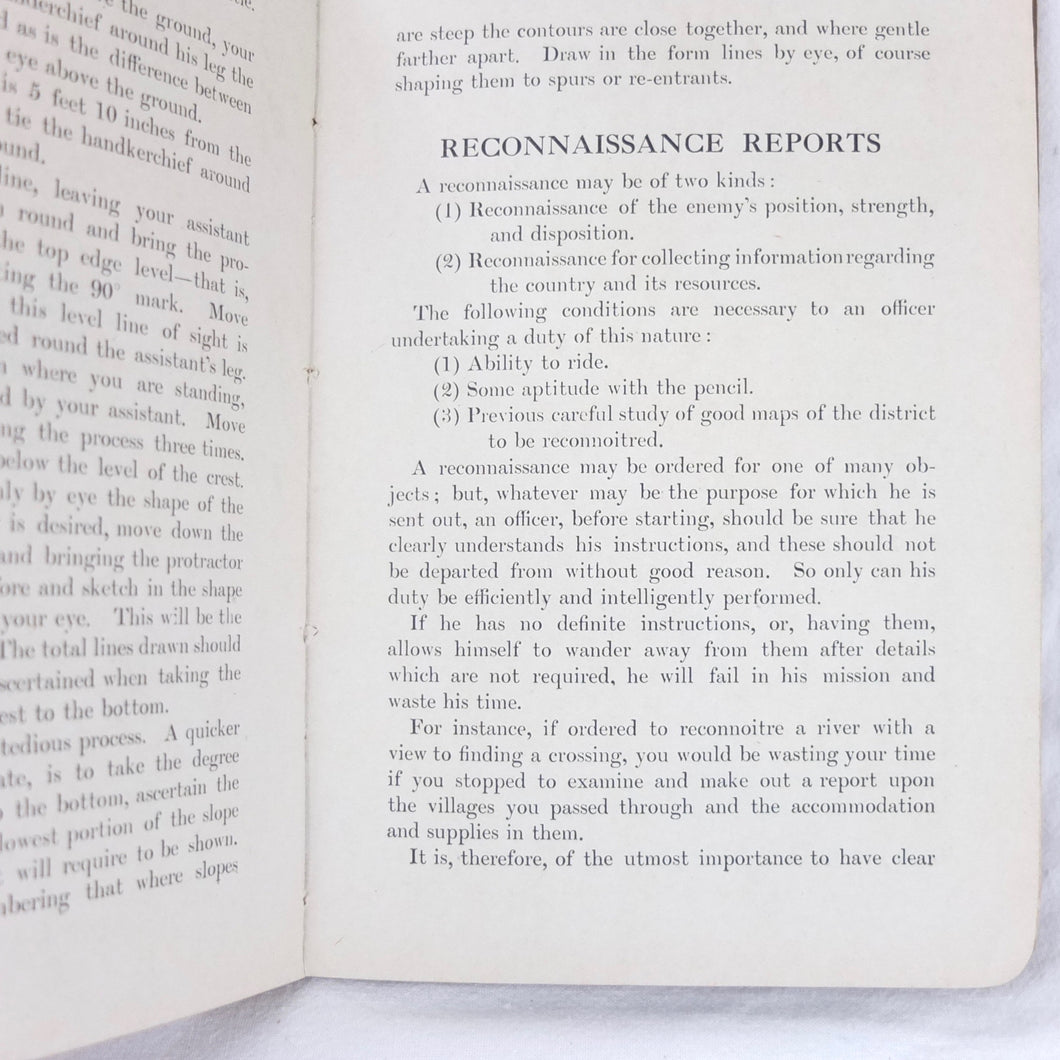 the ground, your
handkerchief around his leg the
as is the difference between
eye above the ground.
is 5 feet 10 inches from the
tie the handkerchief around
line, leaving your assistant
round and bring the pro-
the top edge level—that is,
the 90° mark. Move
this level line of sight is
round the assistant's leg.
where you are standing,
by your assistant. Move
the process three times.
below the level of the crest.
by eye the shape of the
is desired, move down the
and bringing the protractor
and sketch in the shape
your eye. This will be the
The total lines drawn should
ascertained when taking the
to the bottom.
tedious process. A quicker
is to take the degree
the bottom, ascertain the
lowest portion of the slope
will require to be shown.
that where slopes
are steep the contours are close together, and where gentle
farther apart. Draw in the form lines by eye, of course
shaping them to spurs or re-entrants.
RECONNAISSANCE REPORTS
A reconnaissance may be of two kinds :
(1) Reconnaissance of the enemy's position, strength,
and disposition.
(2) Reconnaissance for collecting information regarding
the country and its resources.
The following conditions are necessary to an officer
undertaking a duty of this nature :
(1) Ability to ride.
(2) Some aptitude with the pencil.
(3) Previous careful study of good maps of the district
to be reconnoitred.
A reconnaissance may be ordered for one of many ob-
jects ; but, whatever may be the purpose for which he is
sent out, an officer, before starting, should be sure that he
clearly understands his instructions, and these should not
be departed from without good reason. So only can his
duty be efficiently and intelligently performed.
If he has no definite instructions, or, having them,
allows himself to wander away from them after details
which are not required, he will fail in his mission and
waste his time.
For instance, if ordered to reconnoitre a river with a
view to finding a crossing, you would be wasting your time
if you stopped to examine and make out a report upon
the villages you passed through and the accommodation
and supplies in them.
It is, therefore, of the utmost importance to have clear